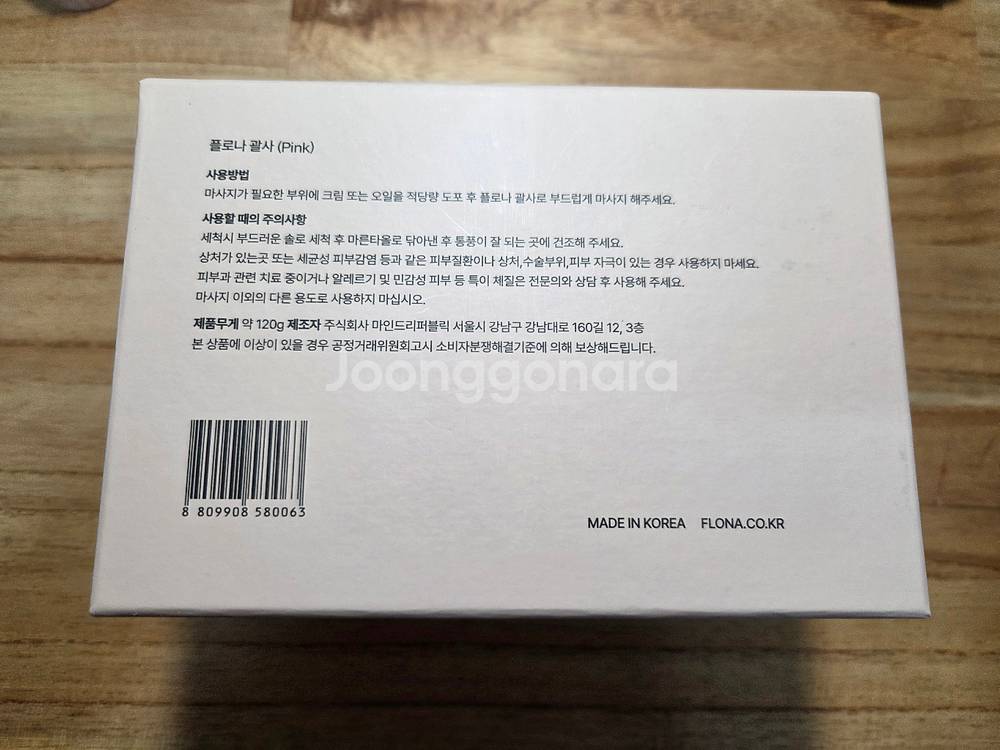 플로나 괄사 (Pink)
사용방법
마사지가 필요한 부위에 크림 또는 오일을 적당량 도포 후 플로나 괄사로 부드럽게 마사지 해주세요.
사용할 때의 주의사항
세척시 부드러운 솔로 세척 후 마른타올로 닦아낸 후 통풍이 잘 되는 곳에 건조해 주세요.
상처가 있는곳 또는 세균성 피부감염 등과 같은 피부질환이나 상처,수술부위,피부 자극이 있는 경우 사용하지 마세요.
피부과 관련 치료 중이거나 알레르기 및 민감성 피부 등 특이 체질은 전문의와 상담 후 사용해 주세요.
마사지 이외의 다른 용도로 사용하지 마십시오.
제품무게 약 120g 제조자 주식회사 마인드리퍼블릭 서울시 강남구 강남대로 160길 12, 3층
본 상품에 이상이 있을 경우 공정거래위원회고시 소비자분쟁해결기준에 의해 보상해드립니다.
Joonggonara
8 809908 580063
MADE IN KOREA FLONA.CO.KR